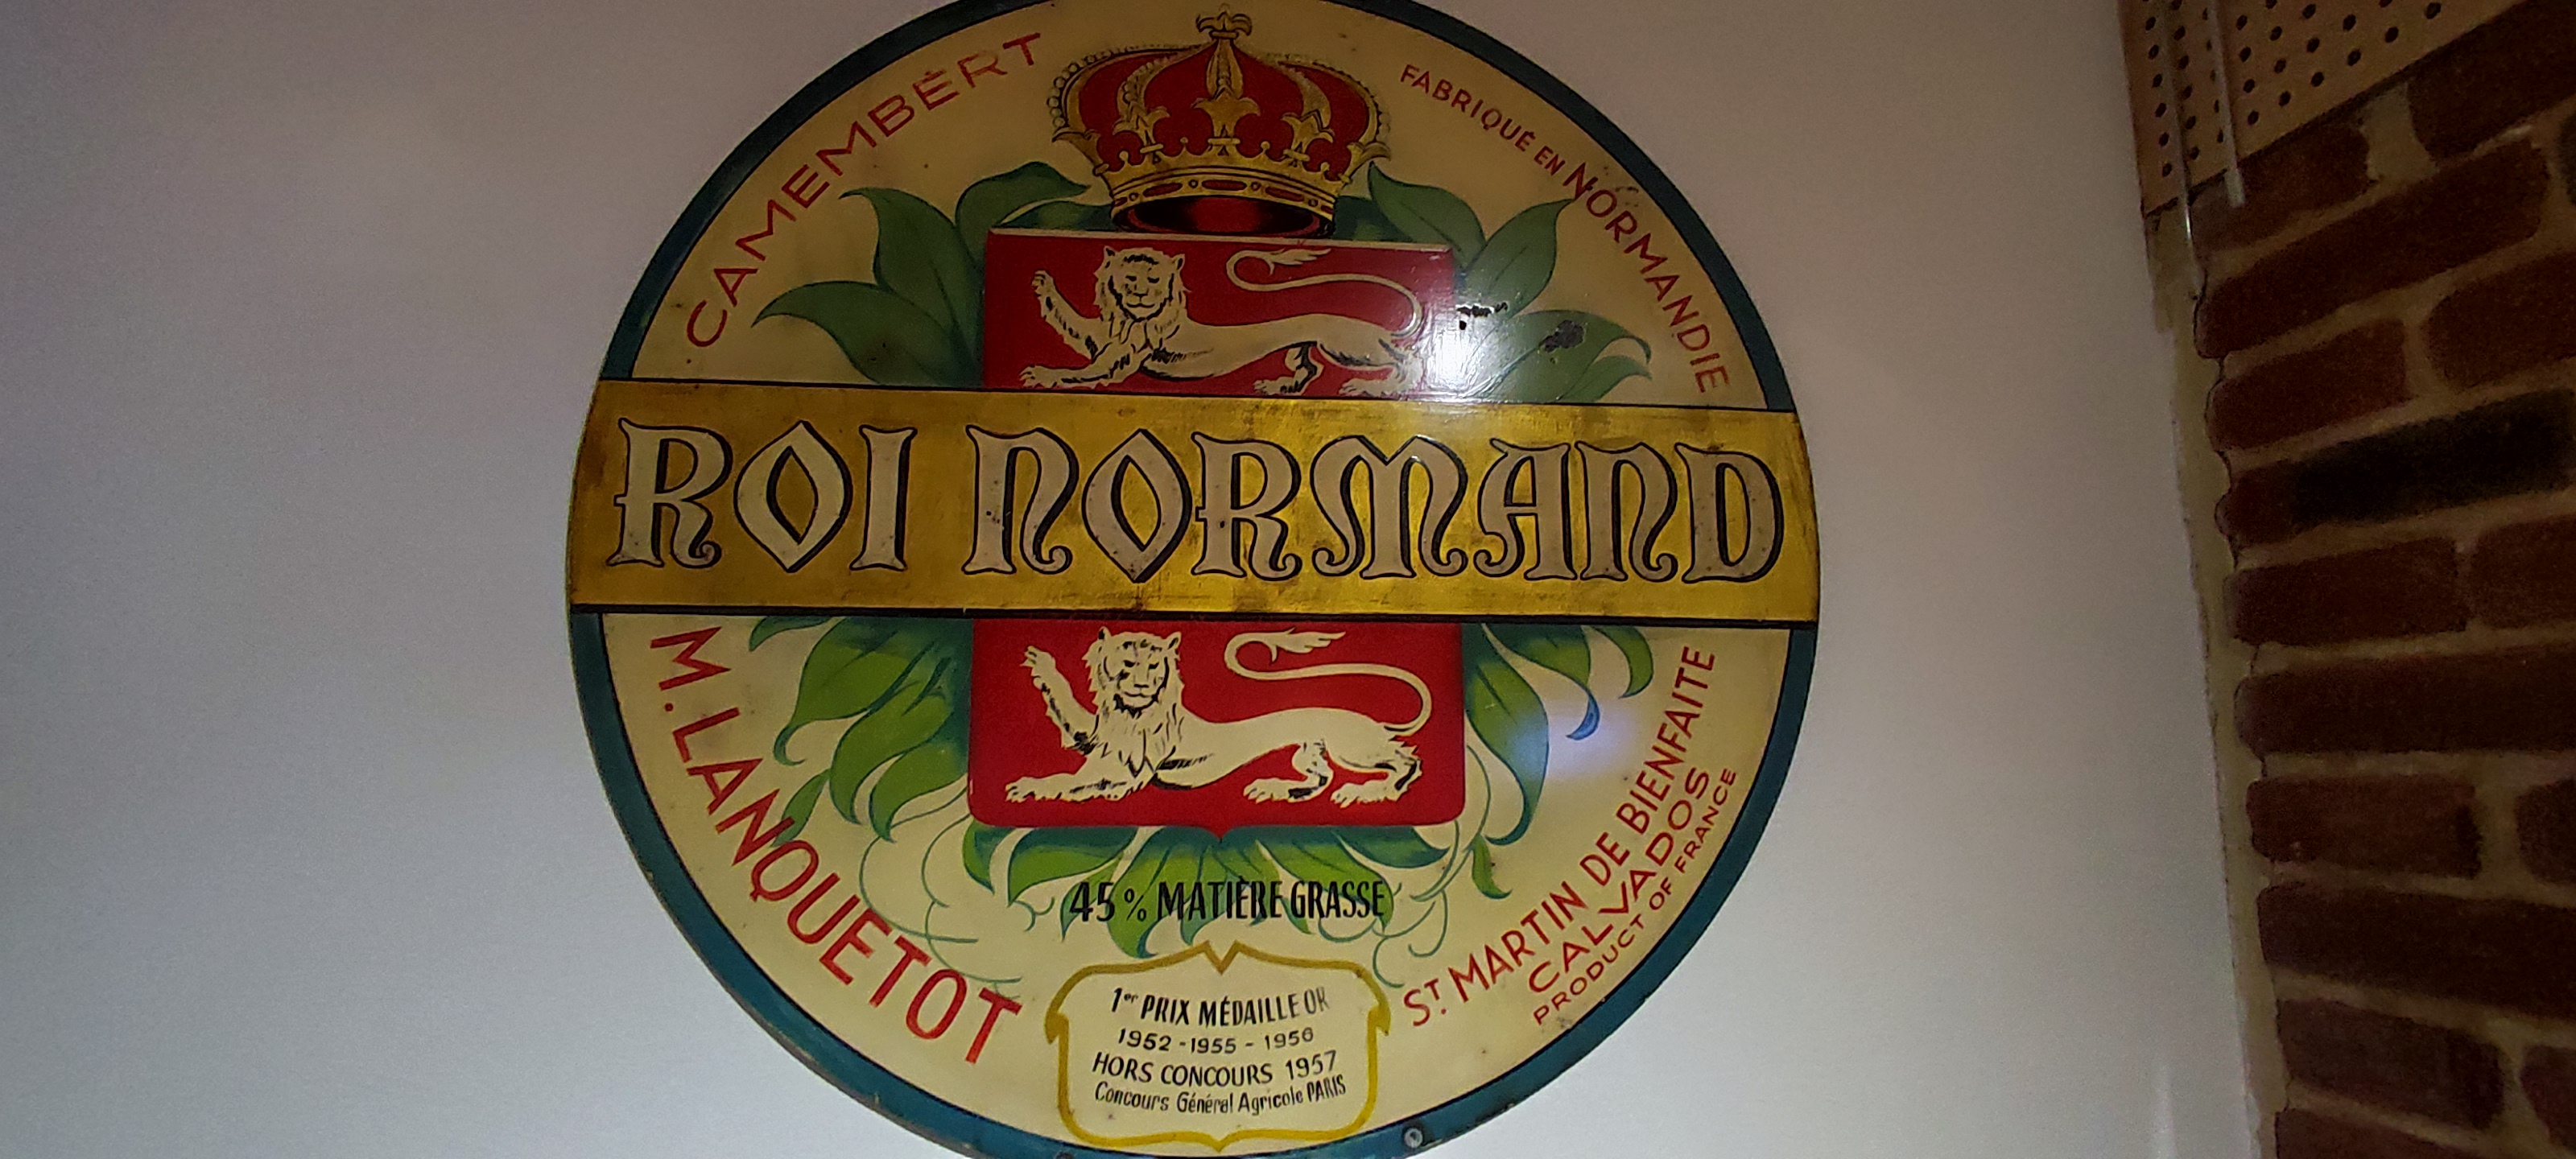 CAMEMBERT
FABRIQUÉ EN NORMANDIE
ROI NORMAND
M. LANQUETOT
45% MATIÈRE GRASSE
1er PRIX MÉDAILLE OR
1952 - 1955 - 1956
HORS CONCOURS 1957
Concours Général Agricole PARIS
ST. MARTIN DE BIENFAITE
CALVADOS
PRODUCT OF FRANCE